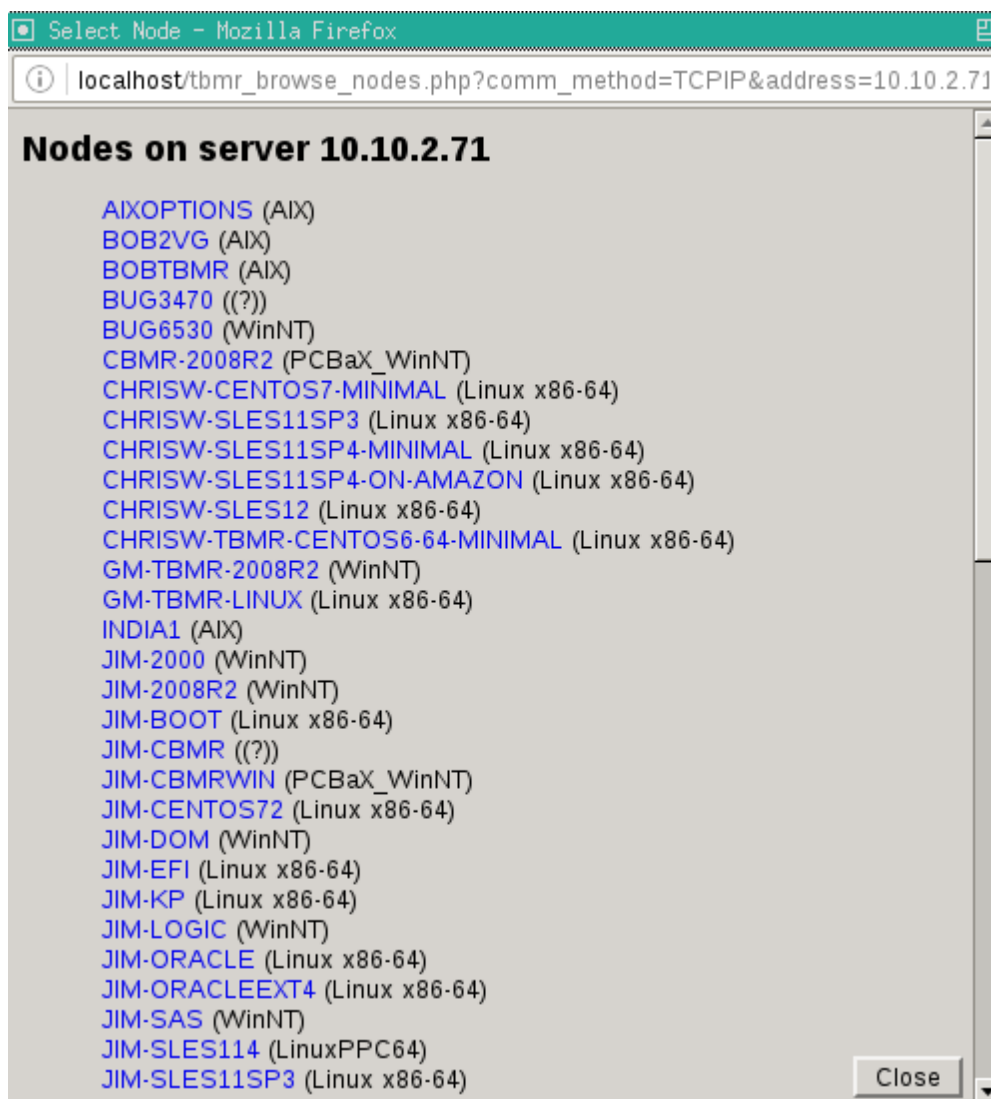 Select Node - Mozilla Firefox
localhost/tbmr_browse_nodes.php?comm_method=TCPIP&address=10.10.2.71
Nodes on server 10.10.2.71
AIXOPTIONS (AIX)
BOB2VG (AIX)
BOBTBMR (AIX)
BUG3470 ((?))
BUG6530 (WinNT)
CBMR-2008R2 (PCBaX_WinNT)
CHRISW-CENTOS7-MINIMAL (Linux x86-64)
CHRISW-SLES11SP3 (Linux x86-64)
CHRISW-SLES11SP4-MINIMAL (Linux x86-64)
CHRISW-SLES11SP4-ON-AMAZON (Linux x86-64)
CHRISW-SLES12 (Linux x86-64)
CHRISW-TBMR-CENTOS6-64-MINIMAL (Linux x86-64)
GM-TBMR-2008R2 (WinNT)
GM-TBMR-LINUX (Linux x86-64)
INDIA1 (AIX)
JIM-2000 (WinNT)
JIM-2008R2 (WinNT)
JIM-BOOT (Linux x86-64)
JIM-CBMR ((?))
JIM-CBMRWIN (PCBaX_WinNT)
JIM-CENTOS72 (Linux x86-64)
JIM-DOM (WinNT)
JIM-EFI (Linux x86-64)
JIM-KP (Linux x86-64)
JIM-LOGIC (WinNT)
JIM-ORACLE (Linux x86-64)
JIM-ORACLEEXT4 (Linux x86-64)
JIM-SAS (WinNT)
JIM-SLES114 (LinuxPPC64)
JIM-SLES11SP3 (Linux x86-64)
Close